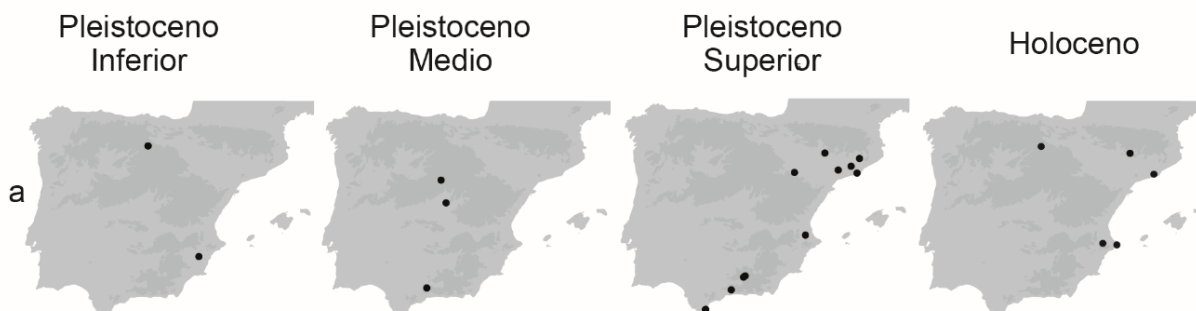 Pleistoceno
Inferior
Pleistoceno
Medio
Pleistoceno
Superior
Holoceno
a